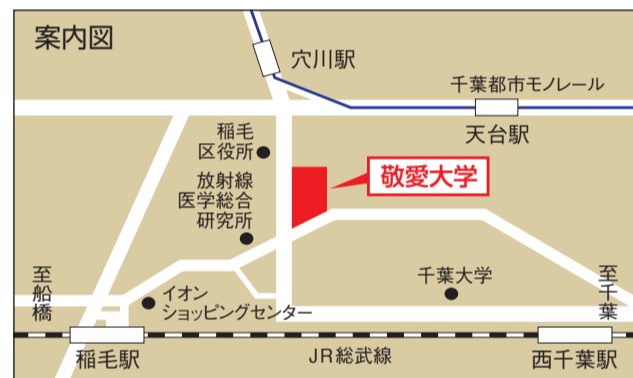 案内図
穴川駅
千葉都市モノレール
天台駅
稲毛
区役所
放射線
医学総合
研究所
敬愛大学
至船橋
イオン
ショッピングセンター
千葉大学
至千葉
稲毛駅
JR総武線
西千葉駅